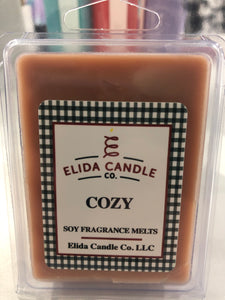 ELIDA CANDLE
CO.
COZY
SOY FRAGRANCE MELTS
Elida Candle Co. LLC